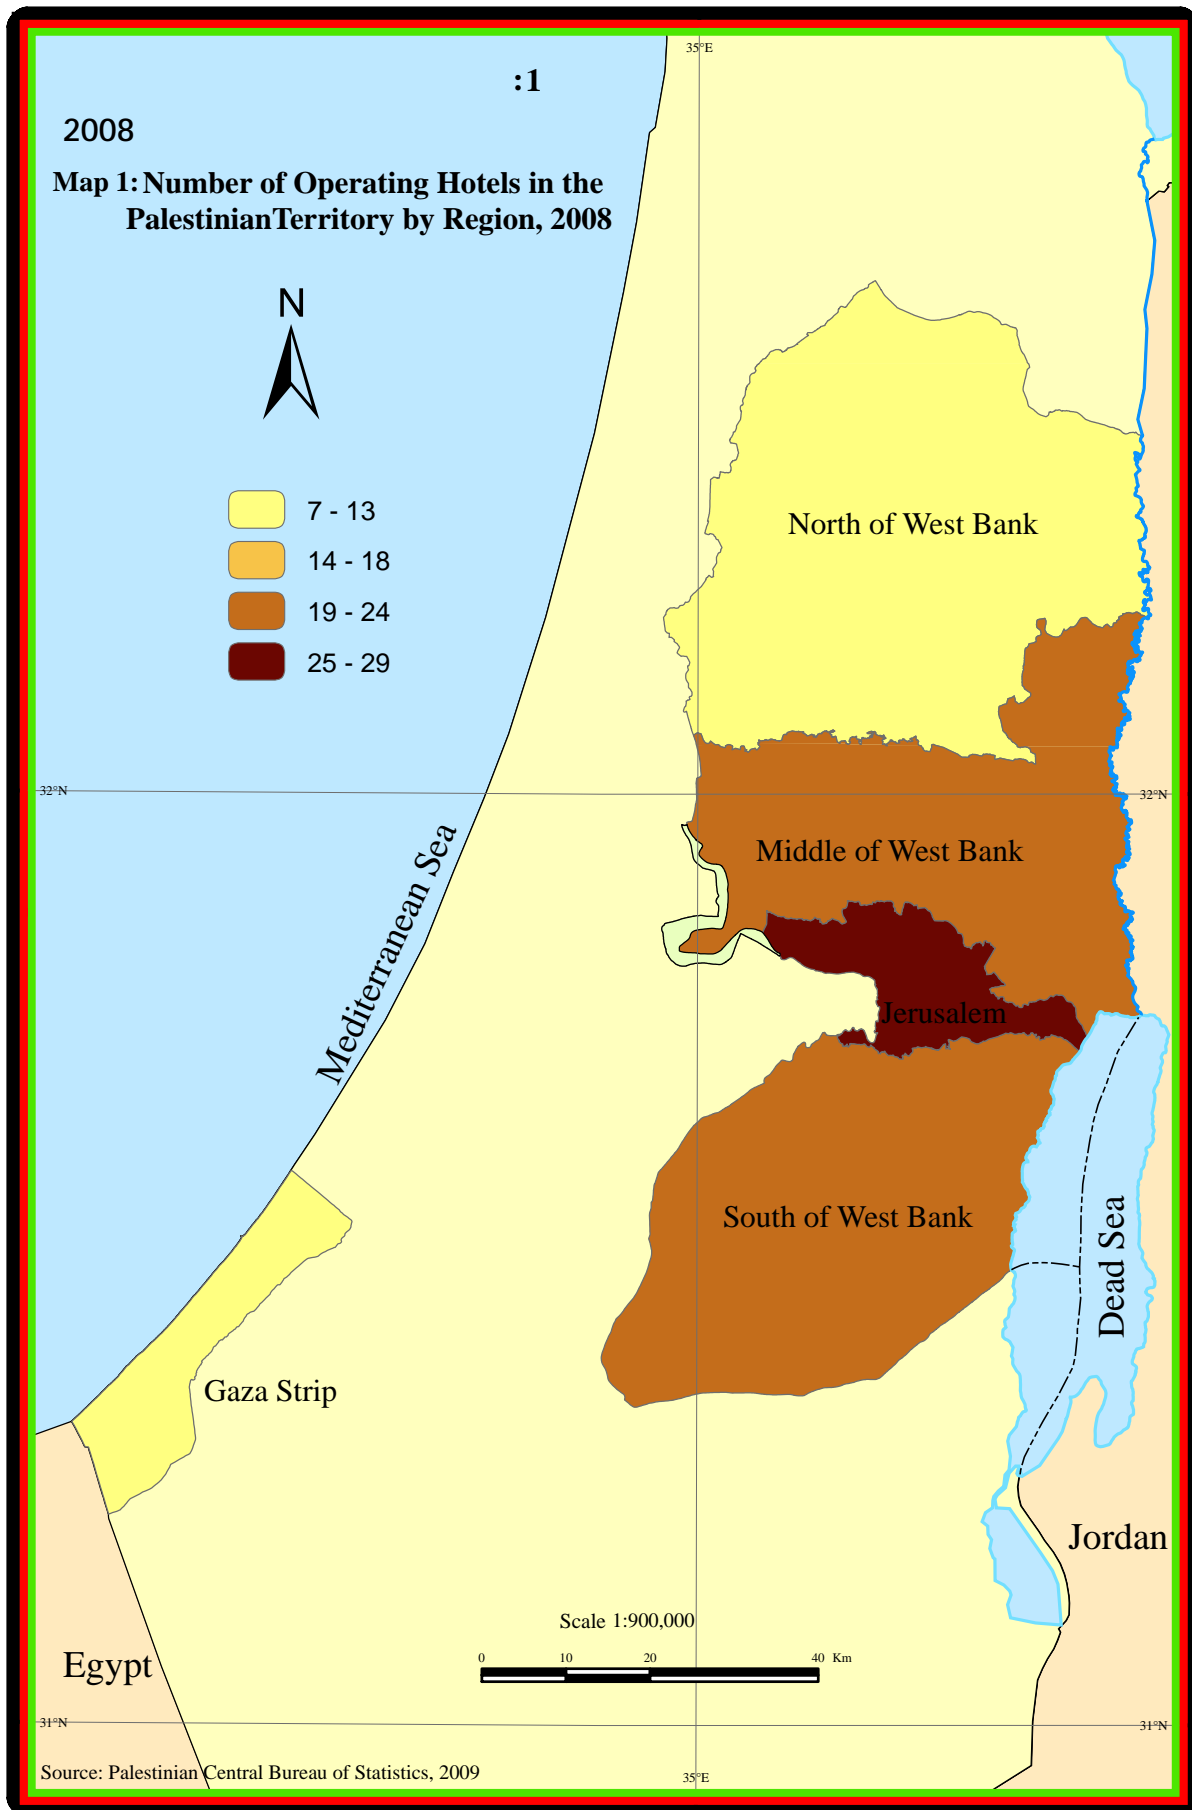 35°E
:1
2008
Map 1: Number of Operating Hotels in the
PalestinianTerritory by Region, 2008
N
7 - 13
14 - 18
19 - 24
25 - 29
North of West Bank
32°N
32°N
Mediterranean Sea
Middle of West Bank
Jerusalem
South of West Bank
Dead Sea
Gaza Strip
Jordan
Scale 1:900,000
0 10 20 40 Km
Egypt
31°N
31°N
Source: Palestinian Central Bureau of Statistics, 2009
35°E